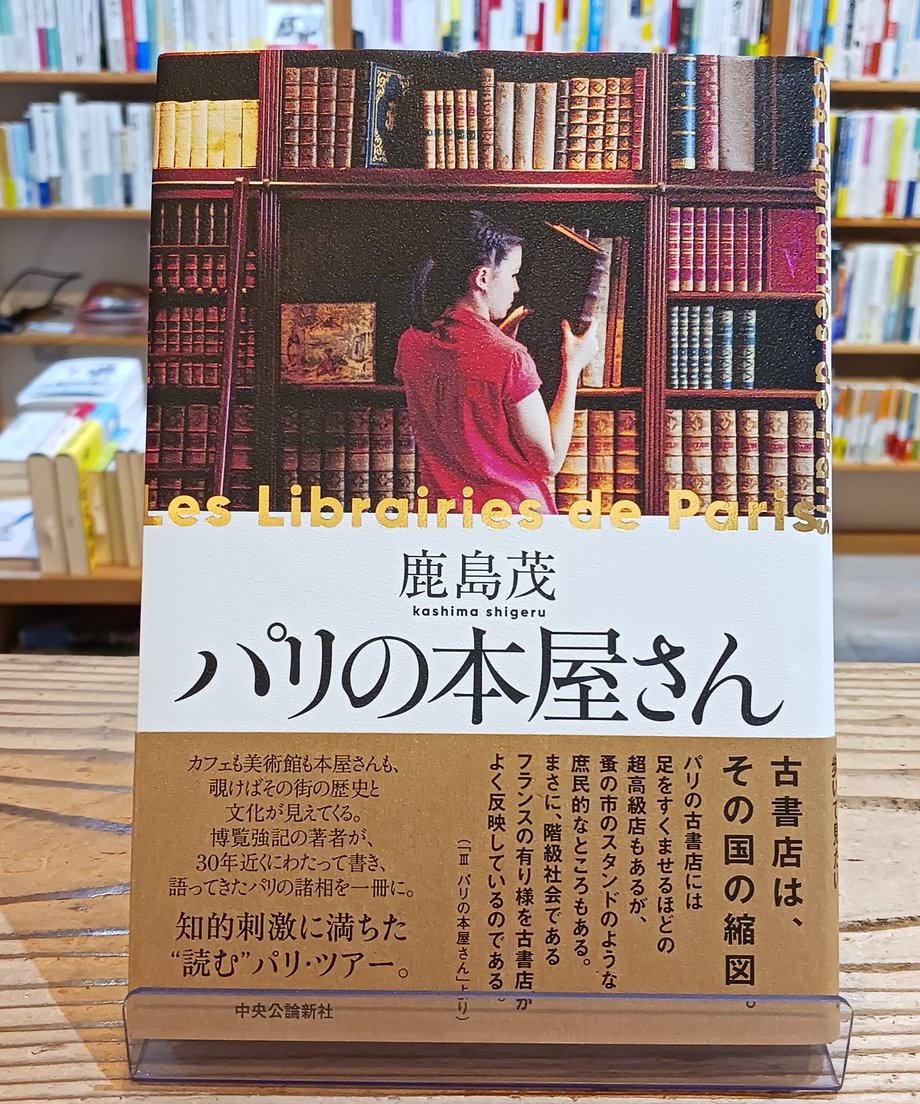 Les Librairies de Paris
Les Librairies de Paris
鹿島茂
kashima shigeru
パリの本屋さん
古書店は、
その国の縮図。
パリの古書店には
足をすくませるほどの
超高級店もあるが、
蚤の市のスタンドのような
庶民的なところもある。
まさに、階級社会である
フランスの有り様を古書店が
よく反映しているのである。
(「Ⅲ パリの本屋さん」より)
カフェも美術館も本屋さんも、
覗けばその街の歴史と
文化が見えてくる。
博覧強記の著者が、
30年近くにわたって書き、
語ってきたパリの諸相を一冊に。
知的刺激に満ちた
“読む”パリ・ツアー。
中央公論新社